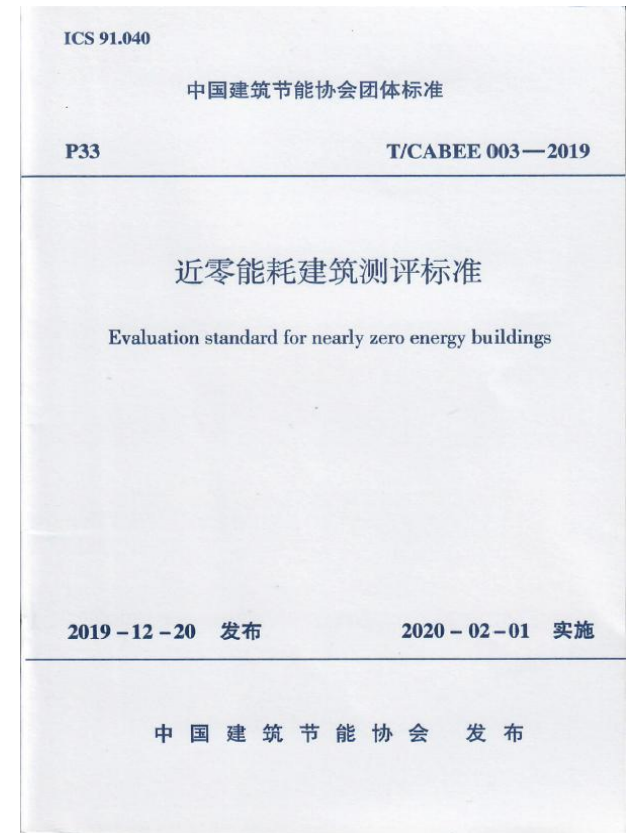 ICS 91.040
中国建筑节能协会团体标准
P33 T/CABEE 003—2019
近零能耗建筑测评标准
Evaluation standard for nearly zero energy buildings
2019-12-20 发布 2020-02-01 实施
中国建筑节能协会 发布